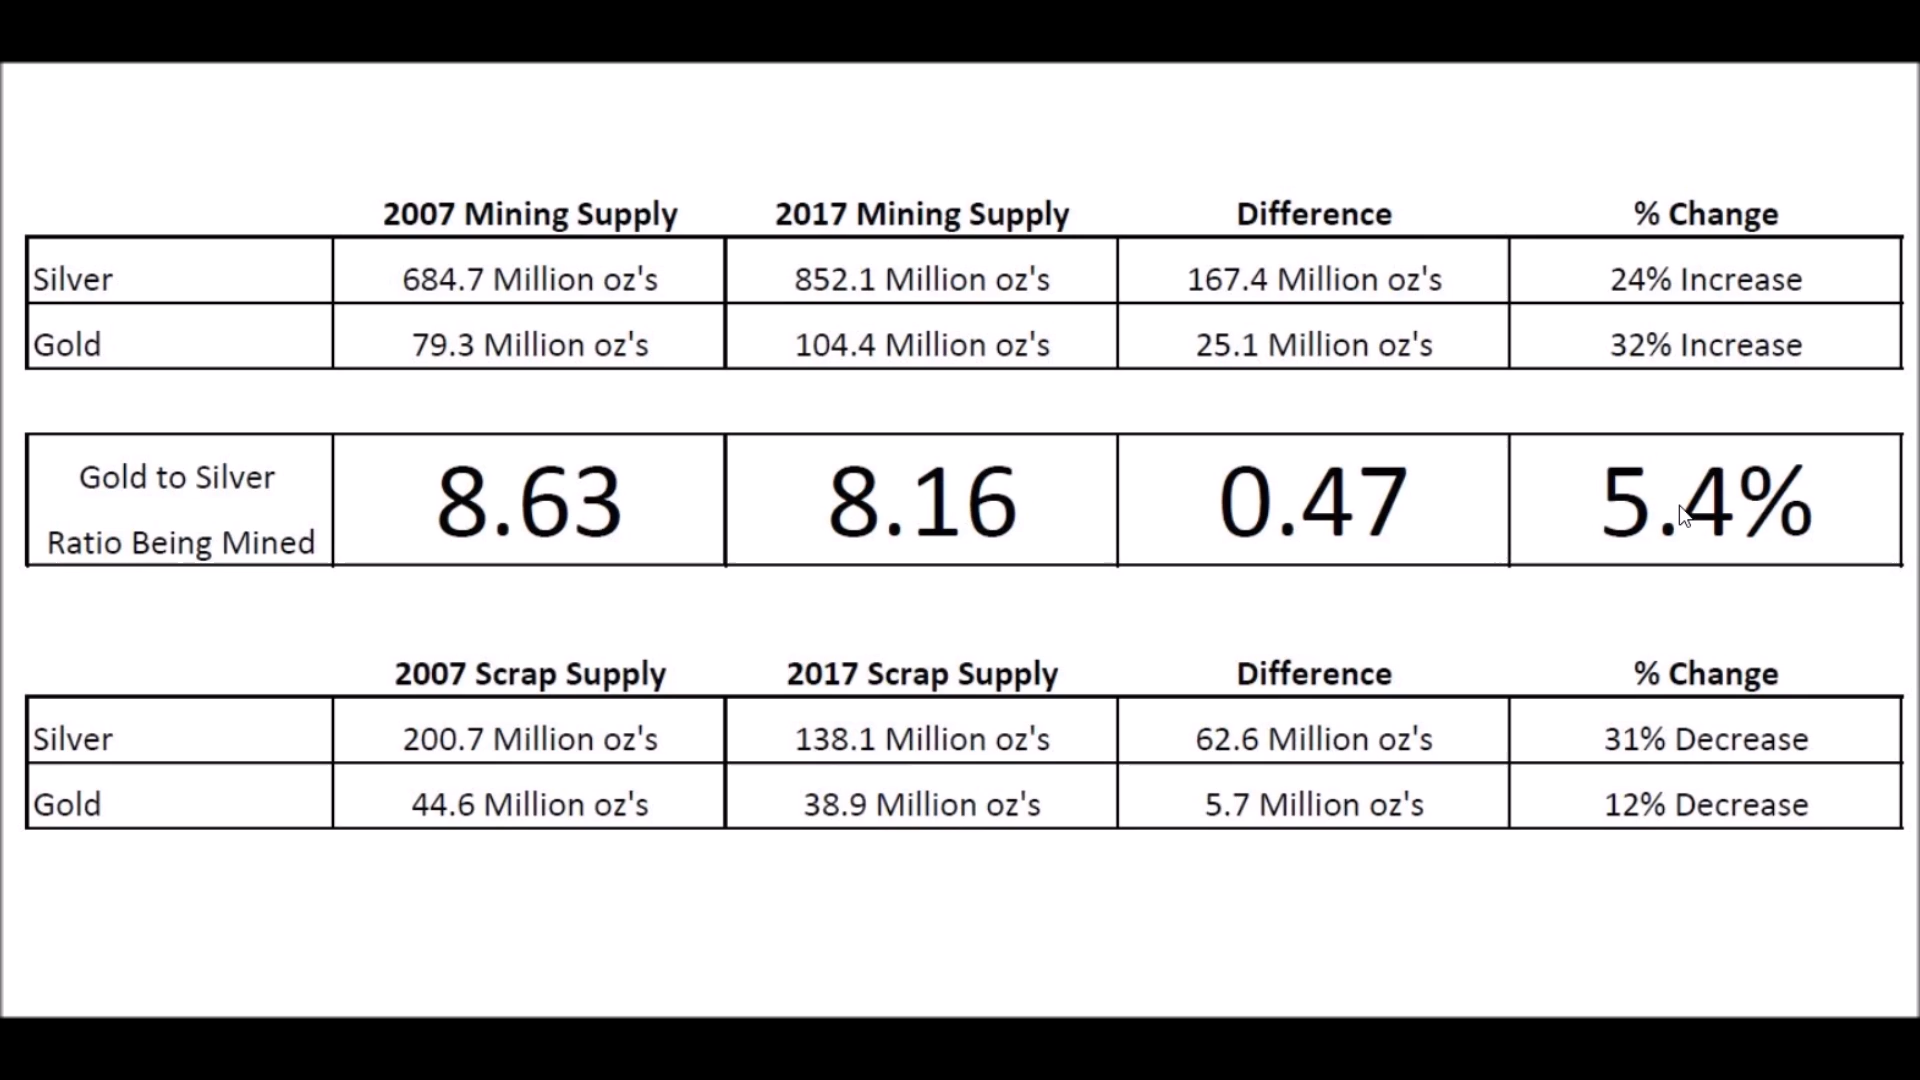 2007 Mining Supply 2017 Mining Supply Difference % Change
Silver 684.7 Million oz's 852.1 Million oz's 167.4 Million oz's 24% Increase
Gold 79.3 Million oz's 104.4 Million oz's 25.1 Million oz's 32% Increase
Gold to Silver
Ratio Being Mined 8.63 8.16 0.47 5.4%
2007 Scrap Supply 2017 Scrap Supply Difference % Change
Silver 200.7 Million oz's 138.1 Million oz's 62.6 Million oz's 31% Decrease
Gold 44.6 Million oz's 38.9 Million oz's 5.7 Million oz's 12% Decrease